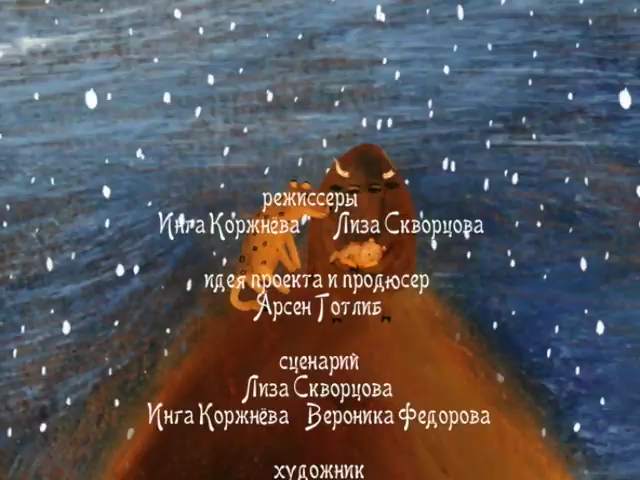 режиссеры
Инга Коржнёва Лиза Скворцова
идея проекта и продюсер
Арсен Готлиб
сценарий
Лиза Скворцова
Инга Коржнёва Вероника Федорова
художник